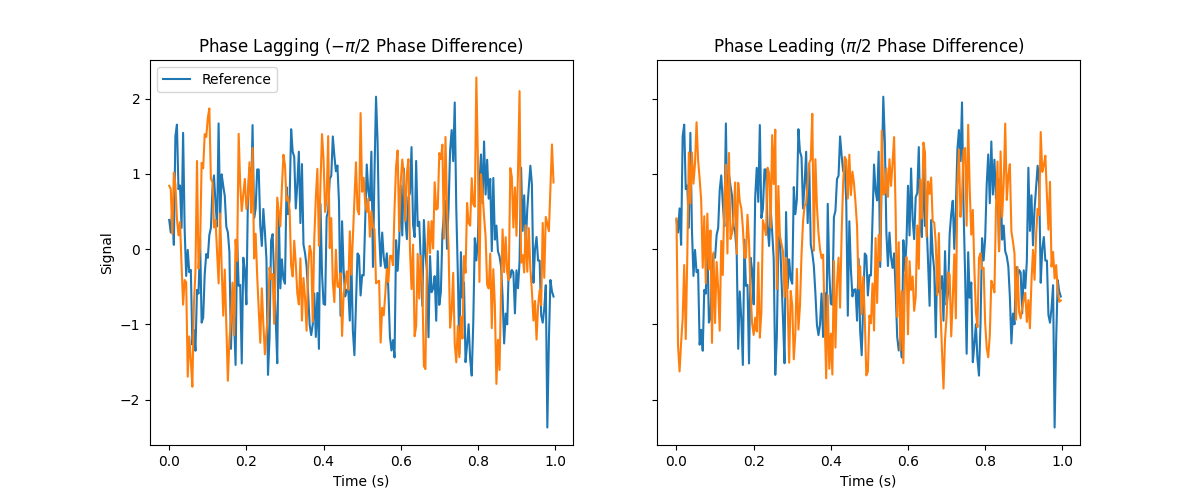 Phase Lagging (−π/2 Phase Difference)
Reference
Signal
2
1
0
−1
−2
0.0 0.2 0.4 0.6 0.8 1.0
Time (s)
Phase Leading (π/2 Phase Difference)
0.0 0.2 0.4 0.6 0.8 1.0
Time (s)